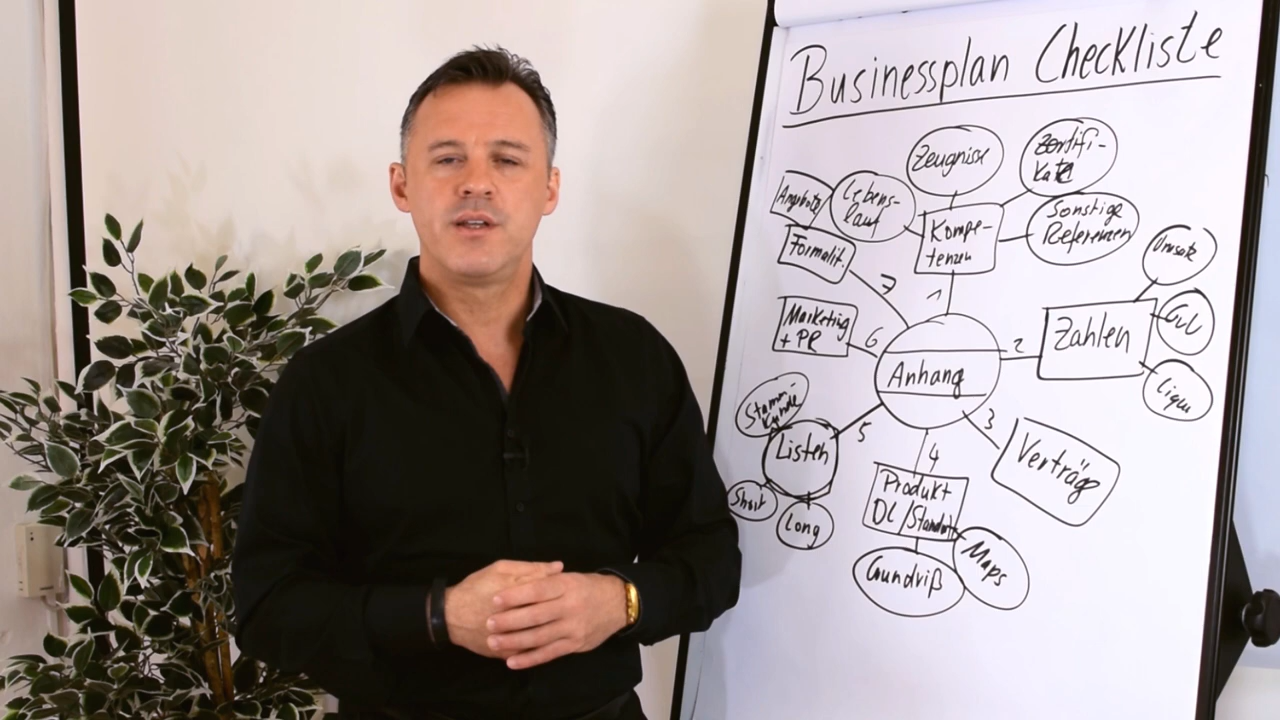 Businessplan Checkliste
Zeugnisse
Zertifi-
kate
Angebote
Lebens-
lauf
Kompe-
tenzen
Sonstige
Referenzen
Formalit.
Umsatz
7
1
Marketing
+ PR
6
GuV
Zahlen
2
Anhang
Liqui
Stamm-
kunde
5
3
Listen
4
Verträge
Produkt
DL/Standort
Short
Long
Maps
Grundriß